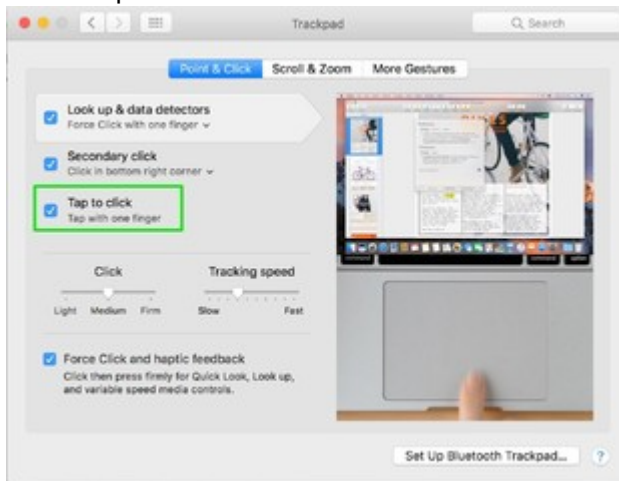 Trackpad
Search
Point & Click
Scroll & Zoom
More Gestures
Look up & data detectors
Force Click with one finger
Secondary click
Click in bottom right corner
Tap to click
Tap with one finger
Click
Tracking speed
Light Medium Firm
Slow Fast
Force Click and haptic feedback
Click then press firmly for Quick Look, Look up,
and variable speed media controls.
command
command option
Set Up Bluetooth Trackpad...
?